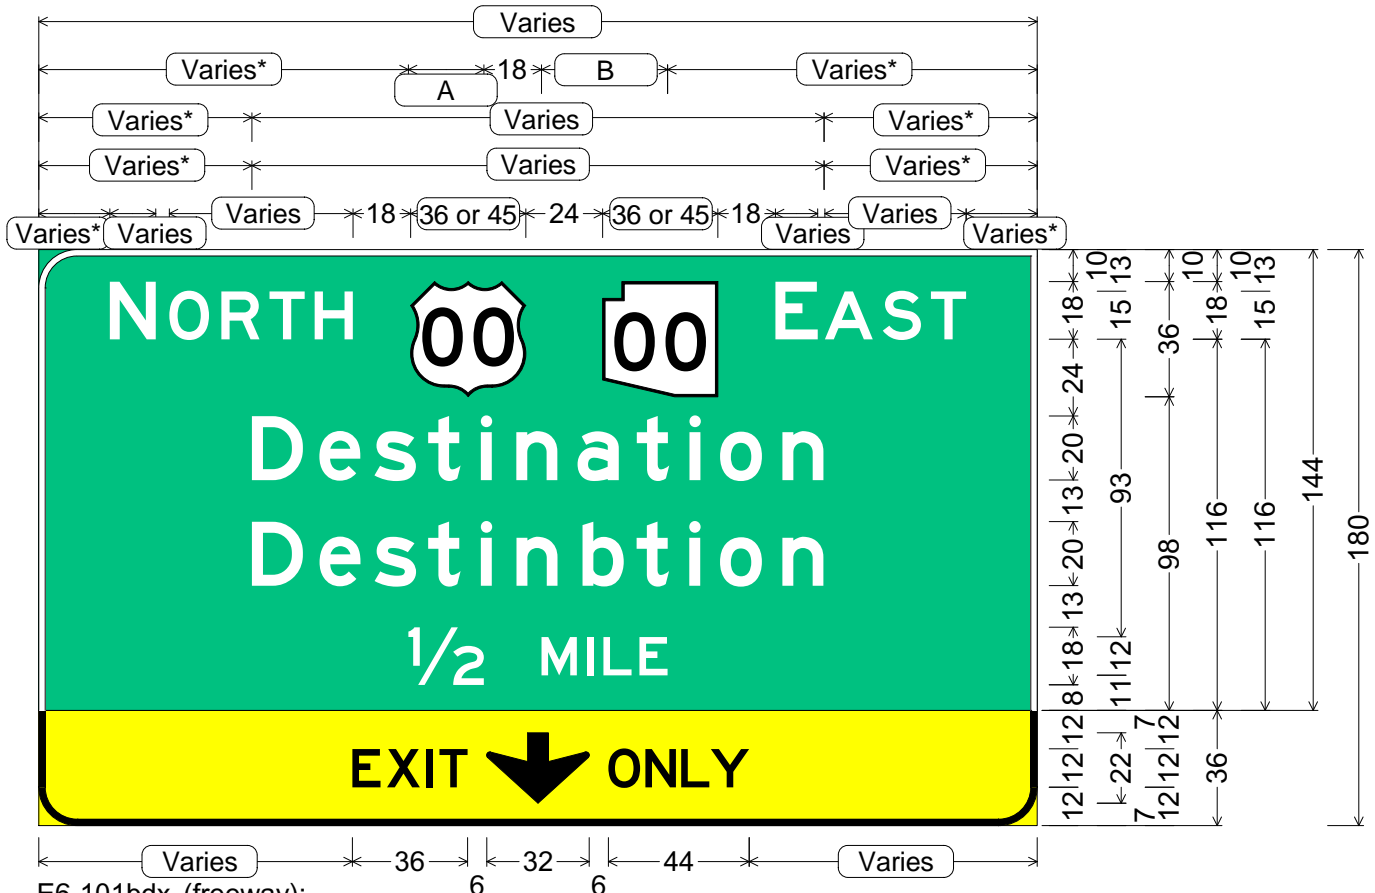 Varies
Varies* 18 B Varies*
A
Varies* Varies Varies*
Varies* Varies Varies*
Varies 18 36 or 45 24 36 or 45 18 Varies
Varies* Varies Varies Varies*
NORTH 00 00 EAST
Destination
Destinbtion
1/2 MILE
EXIT ONLY
10 18 24 20 13 20 13 18 8 12 12 12
13 15 93 12 11 22
10 36 98 7 12 12 12 7
10 18 116 36
13 15 116
144
180
Varies 36 32 44 Varies
6 6
E6-101bdx (freeway);